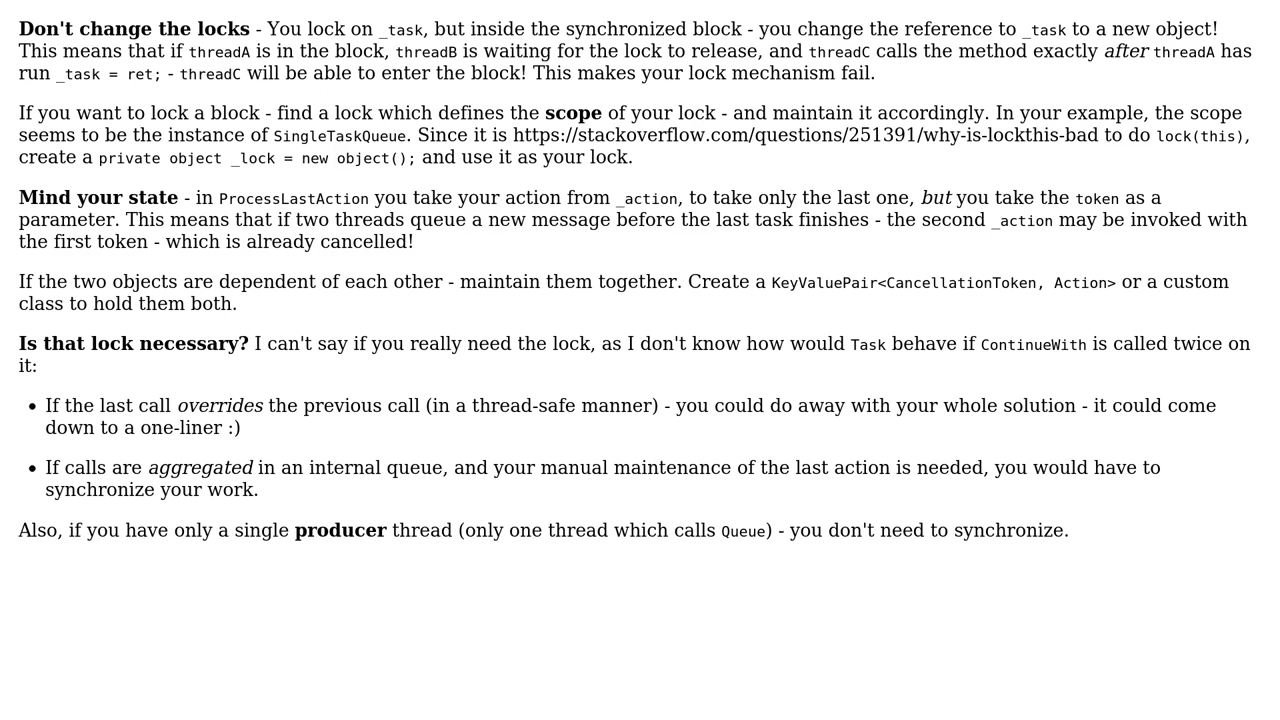 Don't change the locks - You lock on _task, but inside the synchronized block - you change the reference to _task to a new object!
This means that if threadA is in the block, threadB is waiting for the lock to release, and threadC calls the method exactly after threadA has
run _task = ret; - threadC will be able to enter the block! This makes your lock mechanism fail.
If you want to lock a block - find a lock which defines the scope of your lock - and maintain it accordingly. In your example, the scope
seems to be the instance of SingleTaskQueue. Since it is https://stackoverflow.com/questions/251391/why-is-lockthis-bad to do lock(this),
create a private object _lock = new object(); and use it as your lock.
Mind your state - in ProcessLastAction you take your action from _action, to take only the last one, but you take the token as a
parameter. This means that if two threads queue a new message before the last task finishes - the second _action may be invoked with
the first token - which is already cancelled!
If the two objects are dependent of each other - maintain them together. Create a KeyValuePair<CancellationToken, Action> or a custom
class to hold them both.
Is that lock necessary? I can't say if you really need the lock, as I don't know how would Task behave if ContinueWith is called twice on
it:
• If the last call overrides the previous call (in a thread-safe manner) - you could do away with your whole solution - it could come
down to a one-liner :)
• If calls are aggregated in an internal queue, and your manual maintenance of the last action is needed, you would have to
synchronize your work.
Also, if you have only a single producer thread (only one thread which calls Queue) - you don't need to synchronize.